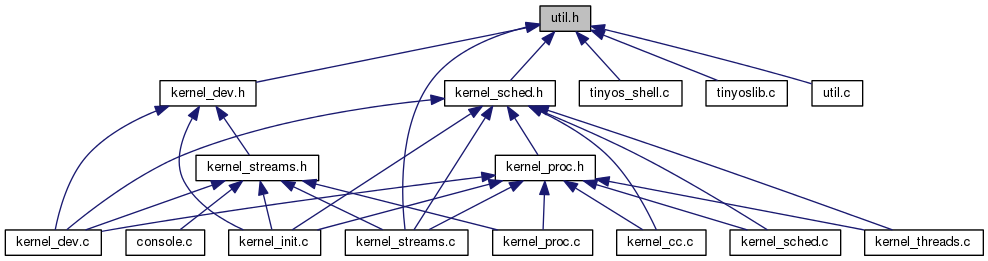 util.h
kernel_dev.h
kernel_sched.h
tinyos_shell.c
tinyoslib.c
util.c
kernel_streams.h
kernel_proc.h
kernel_dev.c
console.c
kernel_init.c
kernel_streams.c
kernel_proc.c
kernel_cc.c
kernel_sched.c
kernel_threads.c